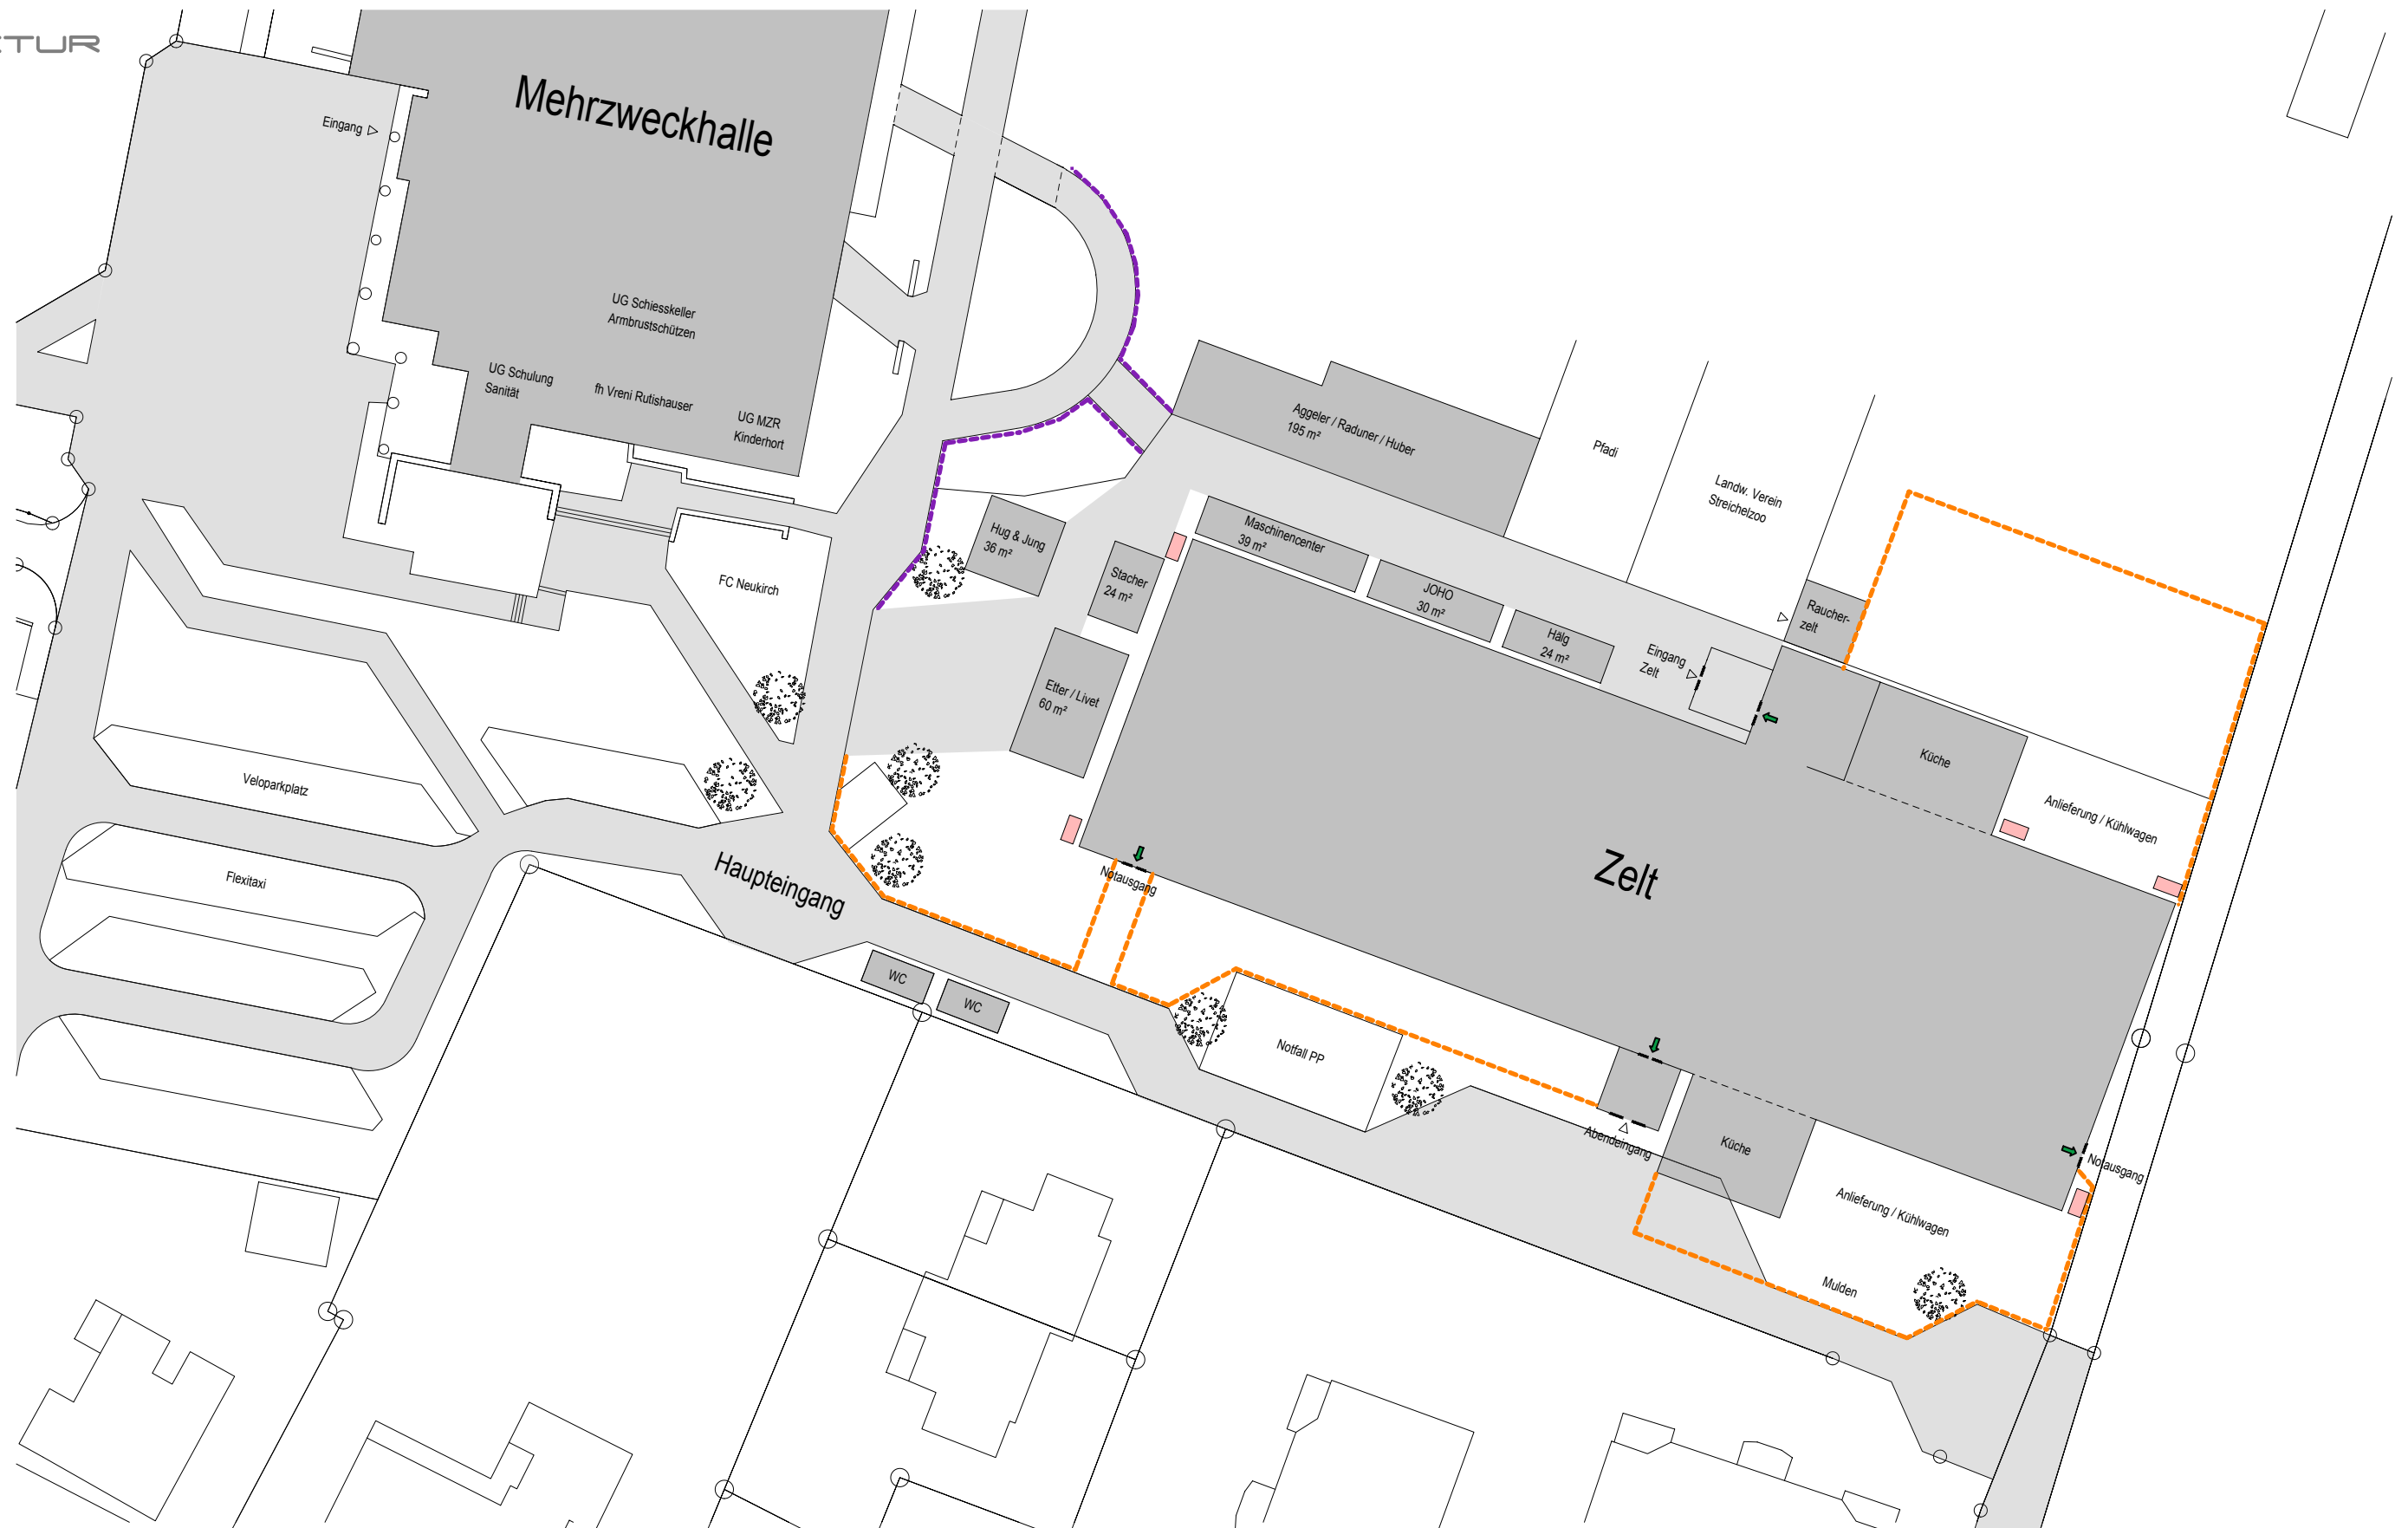 Mehrzweckhalle
Eingang
UG Schiesskeller
Armbrustschützen
UG Schulung
Sanität
fh Vreni Rutishauser
UG MZR
Kinderhort
Aggeler / Raduner / Huber
195 m²
Pfadi
Landw. Verein
Streichelzoo
Hug & Jung
36 m²
Maschinencenter
39 m²
Stacher
24 m²
JOHO
30 m²
Hälg
24 m²
Raucher-
zelt
Eingang
Zelt
FC Neukirch
Etter / Livet
60 m²
Küche
Anlieferung / Kühlwagen
Veloparkplatz
Flexitaxi
Haupteingang
Notausgang
Zelt
WC
WC
Notfall PP
Abendeingang
Küche
Notausgang
Anlieferung / Kühlwagen
Mulden